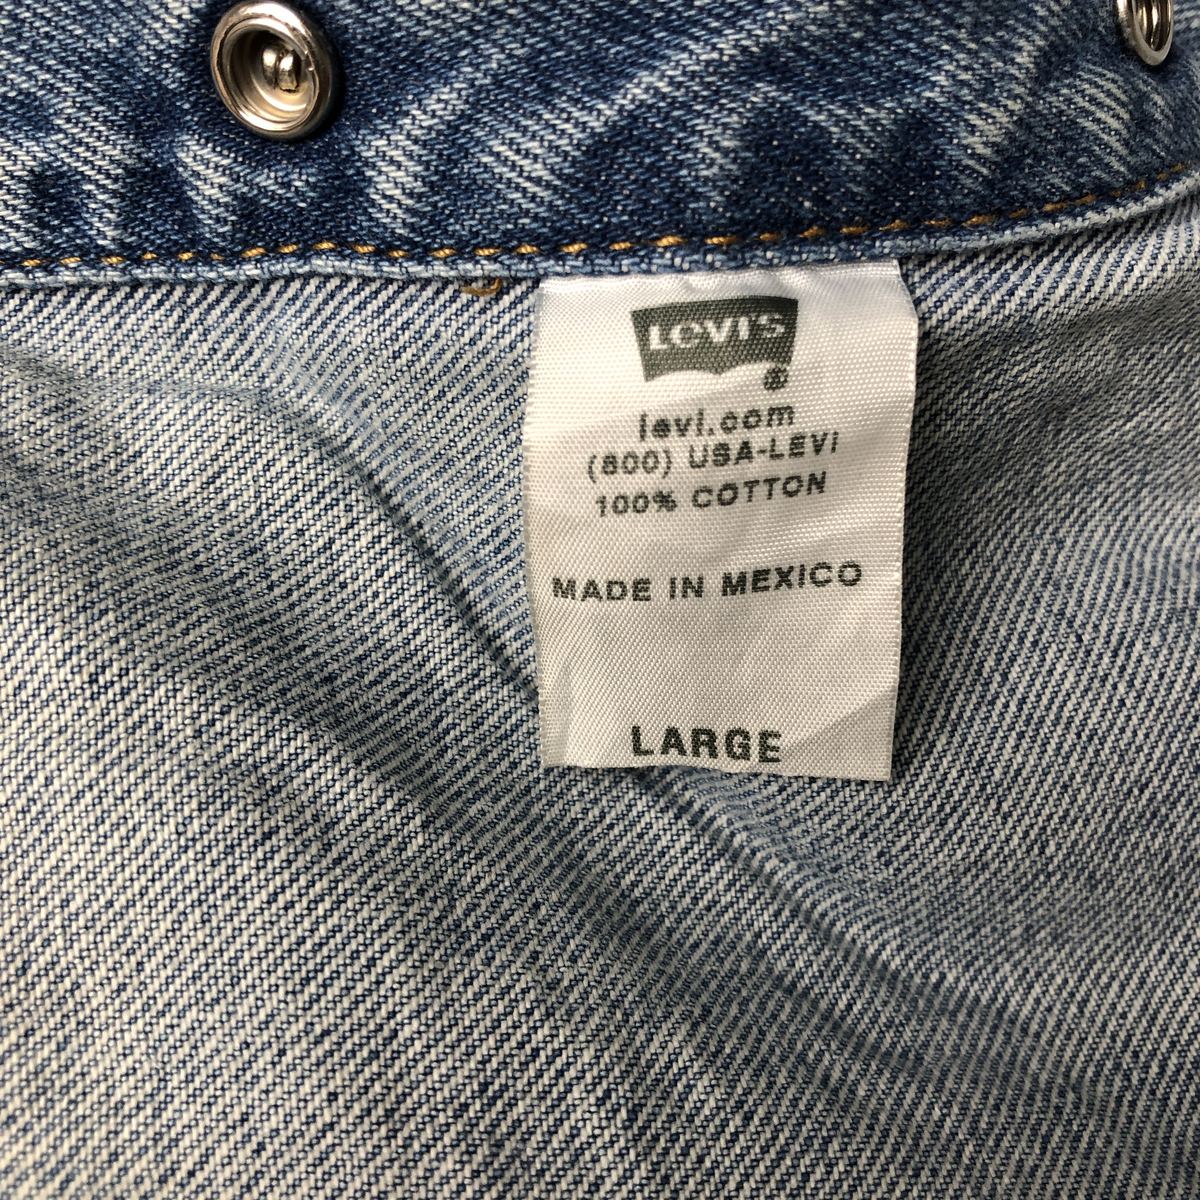 LEVI'S ®
levi.com
(800) USA-LEVI
100% COTTON
MADE IN MEXICO
LARGE